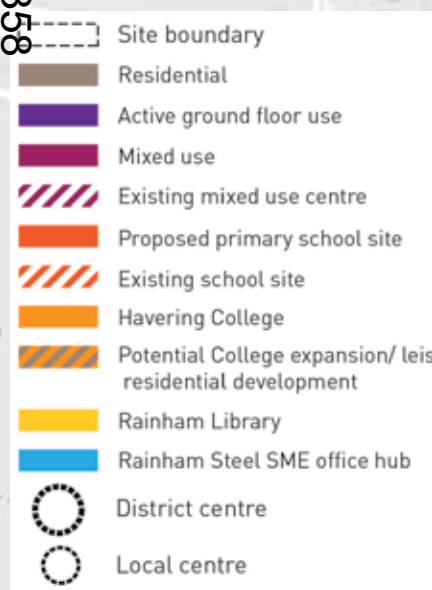 358
Site boundary
Residential
Active ground floor use
Mixed use
Existing mixed use centre
Proposed primary school site
Existing school site
Havering College
Potential College expansion/ leis
residential development
Rainham Library
Rainham Steel SME office hub
District centre
Local centre